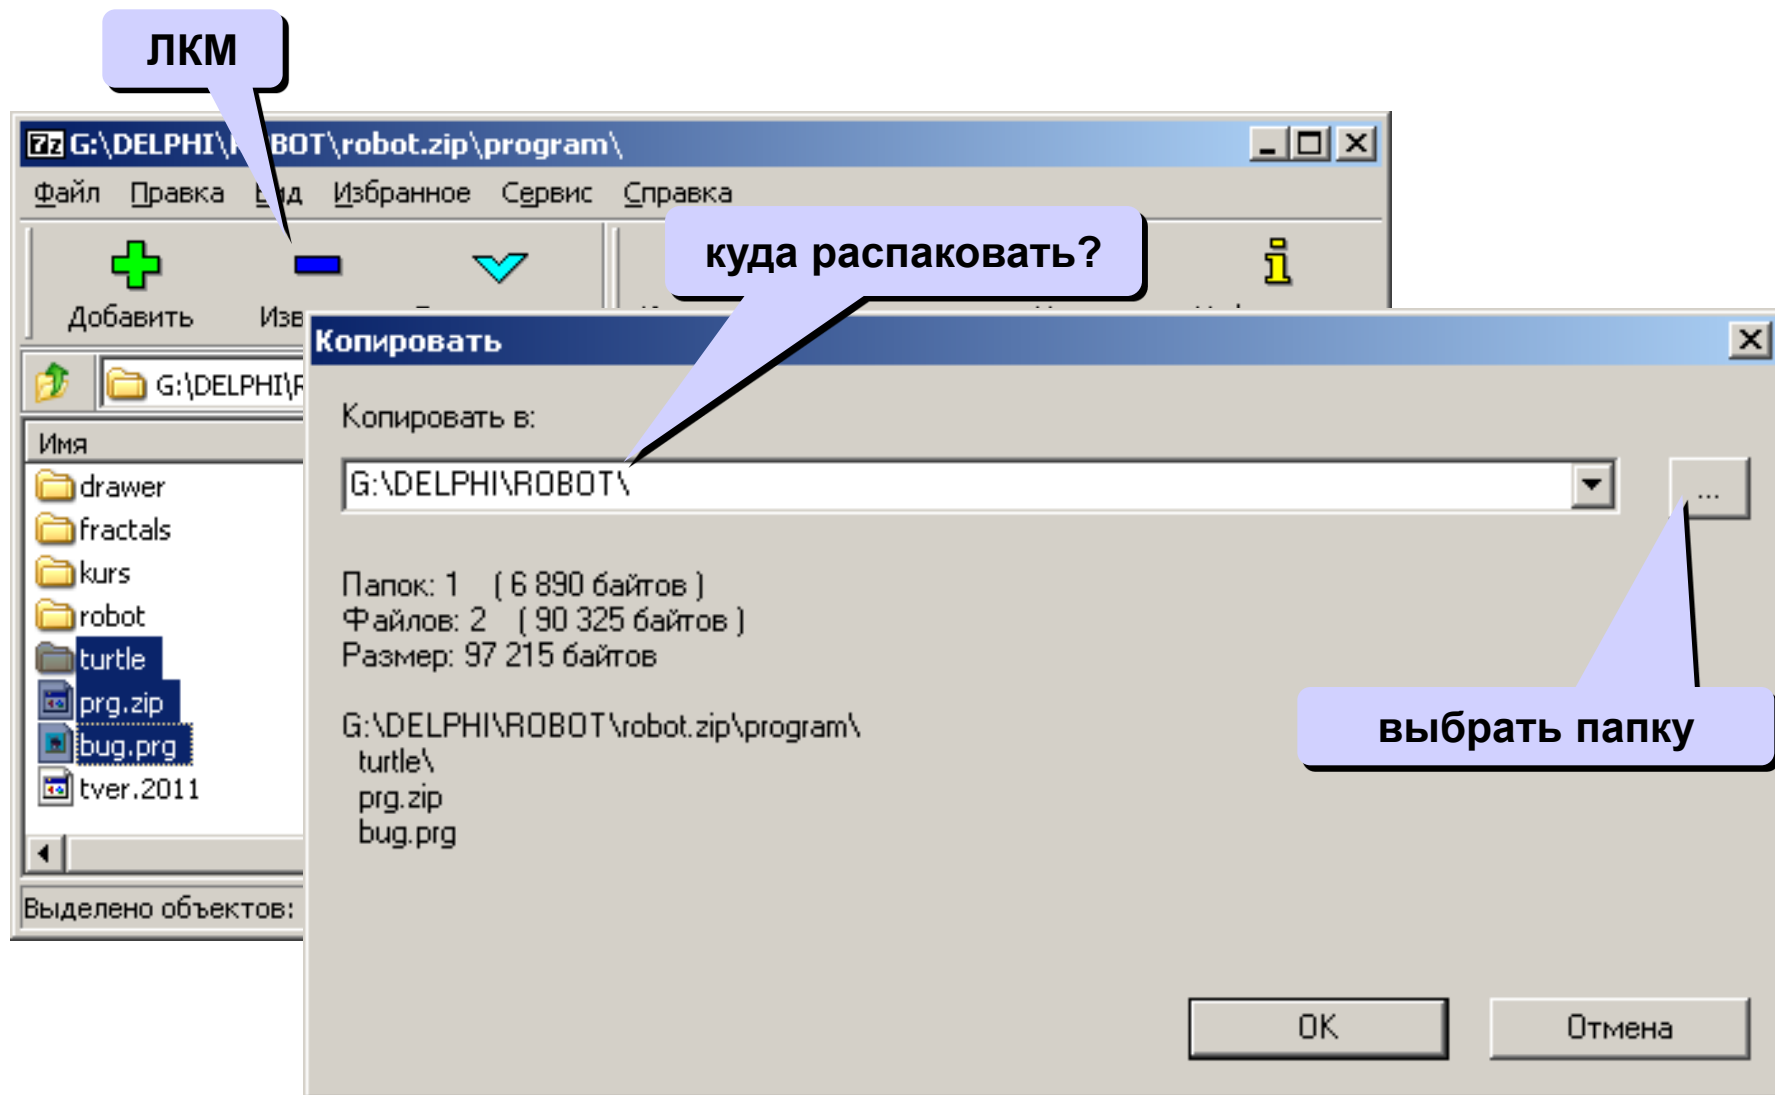 ЛКМ
G:\DELPHI\ROBOT\robot.zip\program\
Файл Правка Вид Избранное Сервис Справка
куда распаковать?
Добавить
Копировать
G:\DELPHI\R
Копировать в:
Имя
G:\DELPHI\ROBOT\
...
drawer
fractals
kurs
robot
turtle
prg.zip
bug.prg
tver.2011
Папок: 1 ( 6 890 байтов )
Файлов: 2 ( 90 325 байтов )
Размер: 97 215 байтов
G:\DELPHI\ROBOT\robot.zip\program\
turtle\
prg.zip
bug.prg
выбрать папку
Выделено объектов:
OK
Отмена